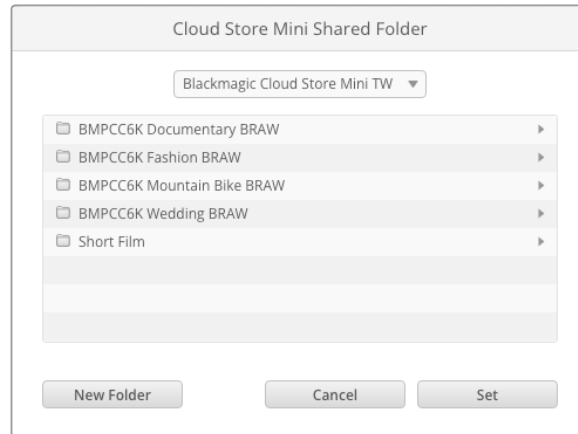 Cloud Store Mini Shared Folder
Blackmagic Cloud Store Mini TW
BMPCC6K Documentary BRAW
BMPCC6K Fashion BRAW
BMPCC6K Mountain Bike BRAW
BMPCC6K Wedding BRAW
Short Film
New Folder Cancel Set